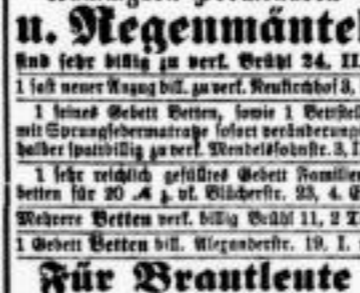 u. Regenmäntel
sind sehr billig zu verk. Brühl 24, II
1 fast neuer Anzug bill. zu verk. Neukirchhof 3,
1 feines Gebett Betten, sowie 1 Bettstell
mit Sprungfedermatratze sofort veränderung
halber spottbillig zu verk. Mendelssohnstr. 3, I
1 sehr reichlich gefülltes Gebett Familien
betten für 20 ℳ z. vk. Blücherstr. 23, 4. E
Mehrere Betten verk. billig Brühl 11, 2 T
1 Gebett Betten bill. Alexanderstr. 19, I.
Für Brautleute